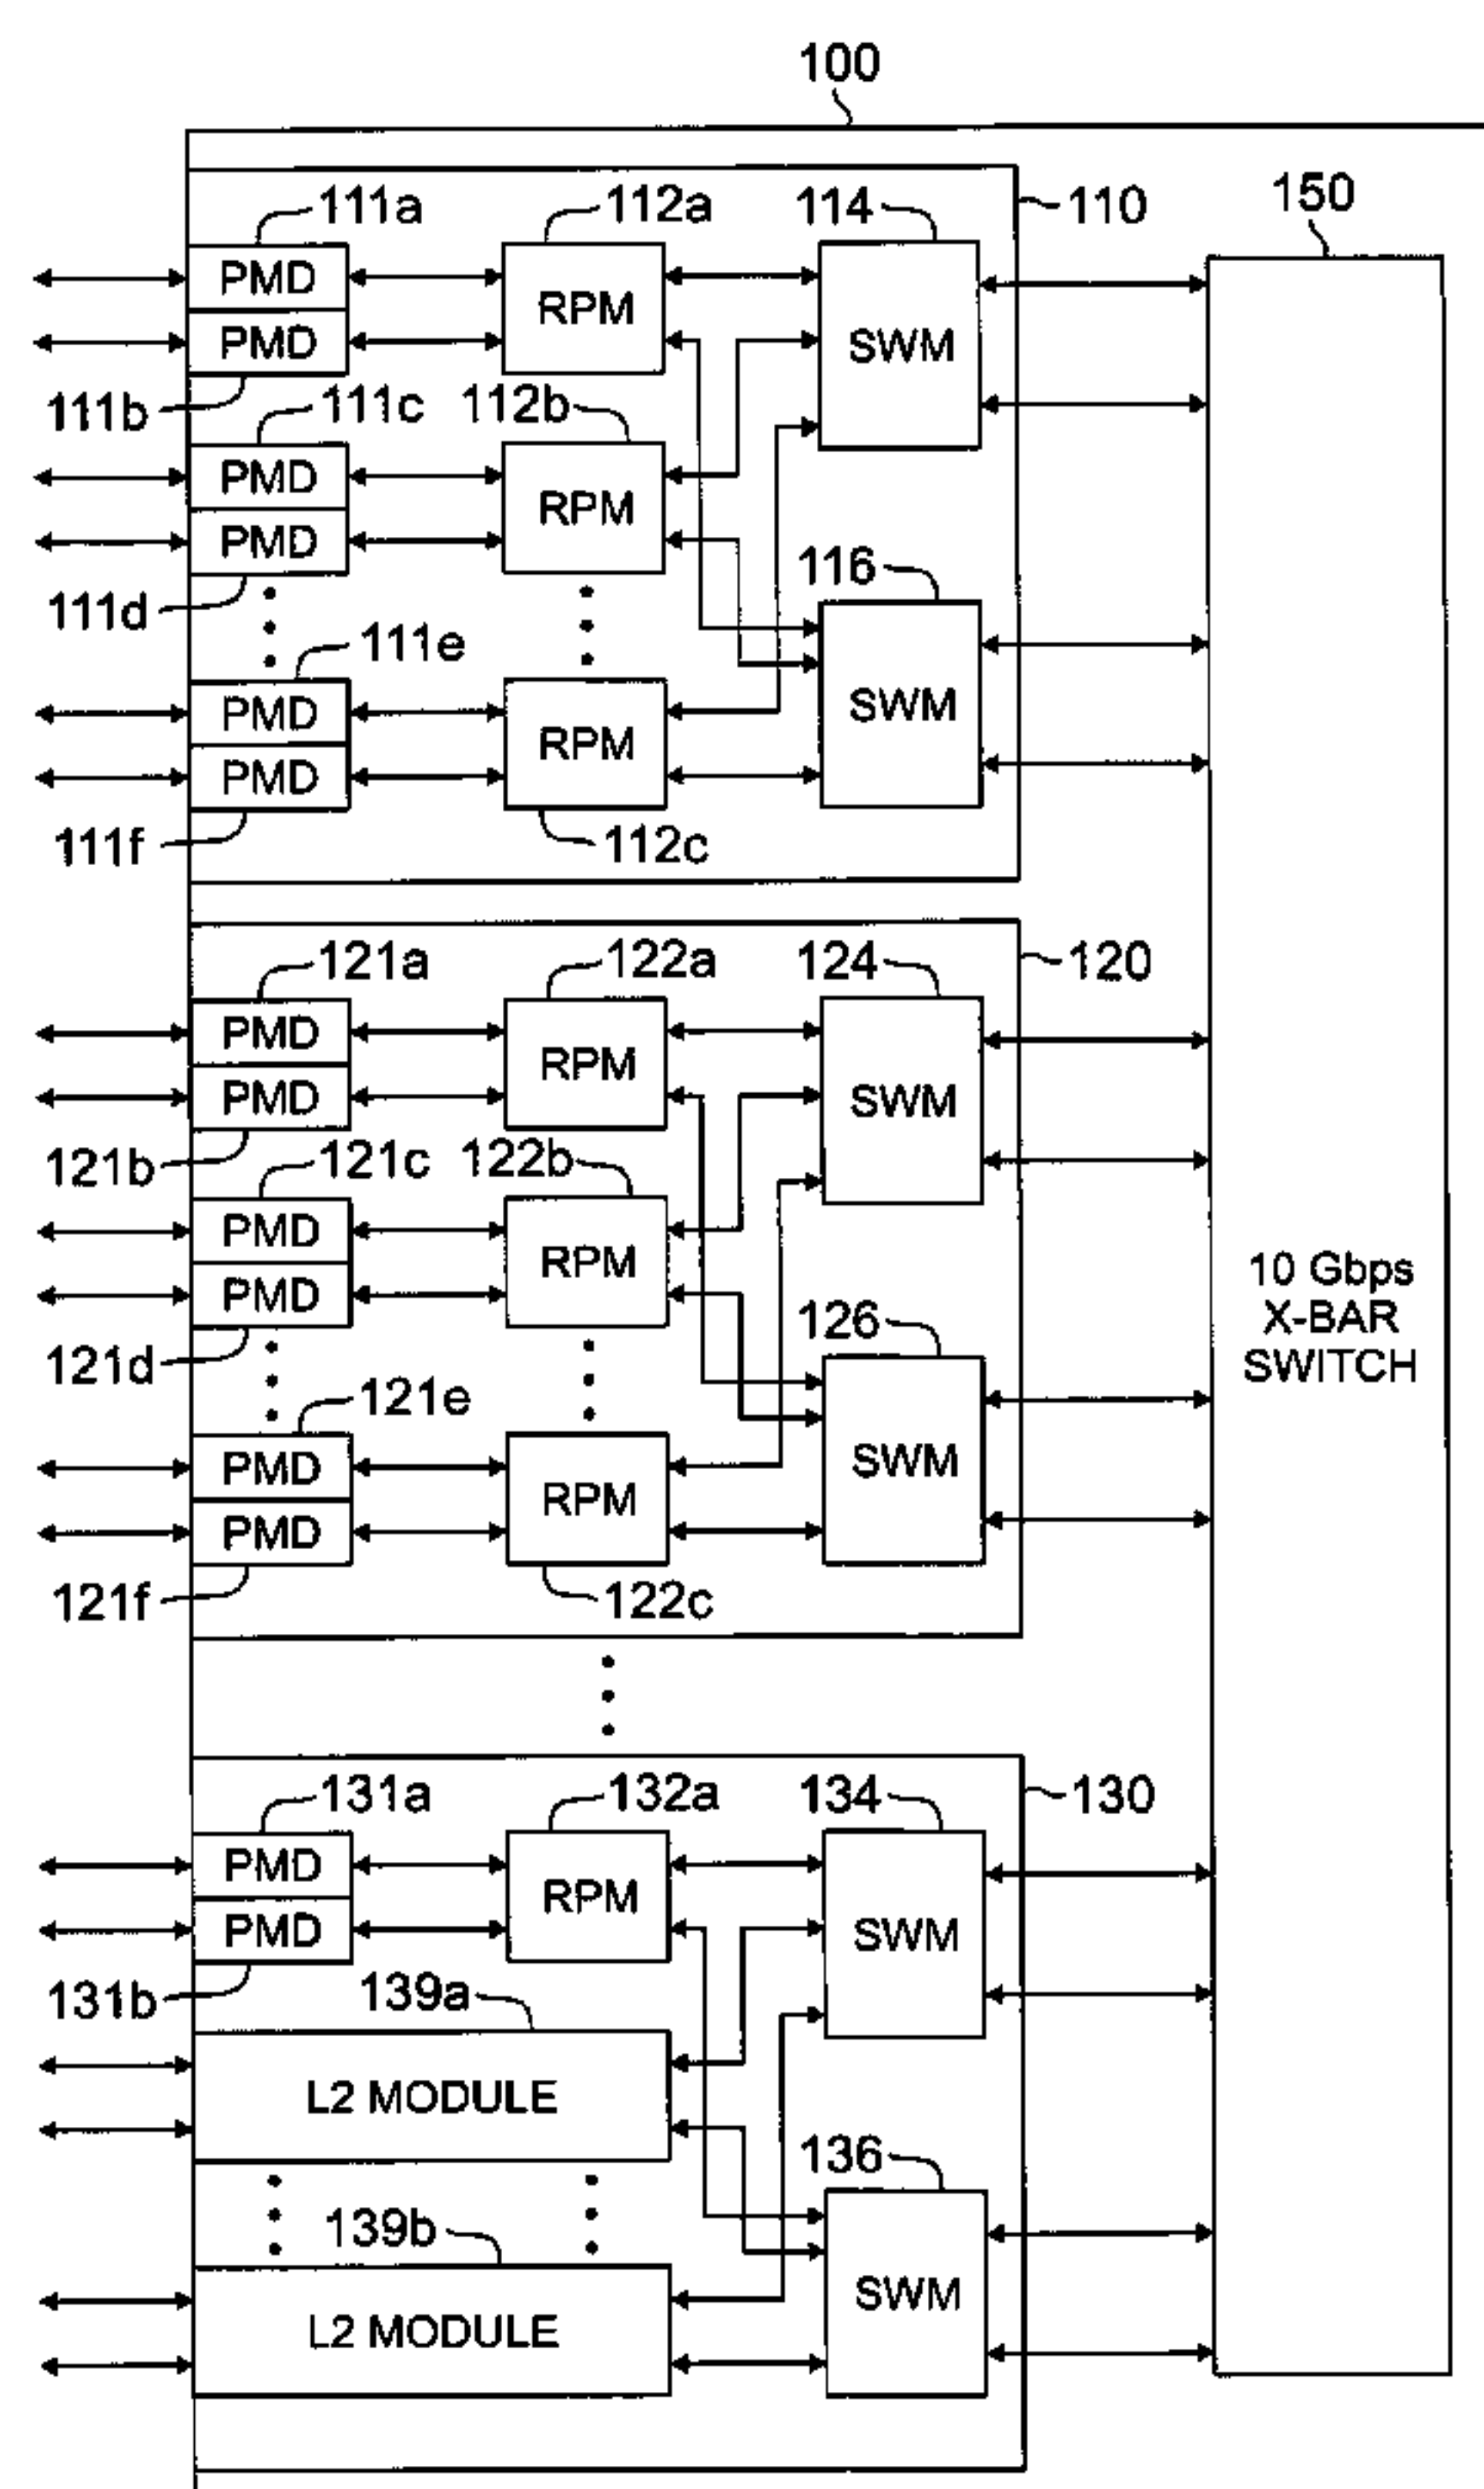 100
111a
112a
114
110
150
PMD
RPM
SWM
PMD
111b
111c
112b
PMD
RPM
PMD
111d
116
111e
PMD
RPM
SWM
PMD
111f
112c
121a
122a
124
120
PMD
RPM
SWM
PMD
121b
121c
122b
PMD
RPM
PMD
10 Gbps
X-BAR
SWITCH
121d
126
121e
PMD
RPM
SWM
PMD
121f
122c
131a
132a
134
130
PMD
RPM
SWM
PMD
131b
139a
L2 MODULE
136
139b
L2 MODULE
SWM